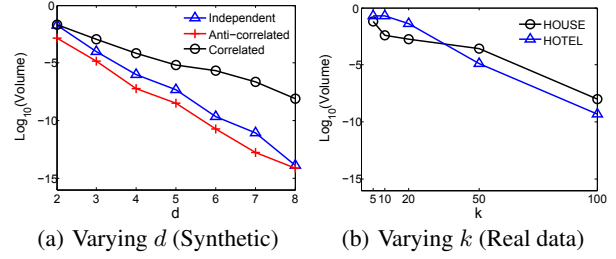 Independent
Anti-correlated
Correlated
Log10(Volume)
0
−5
−10
−15
2 3 4 5 6 7 8
d
(a) Varying d (Synthetic)
HOUSE
HOTEL
Log10(Volume)
0
−5
−10
−15
5 10 20 50 100
k
(b) Varying k (Real data)